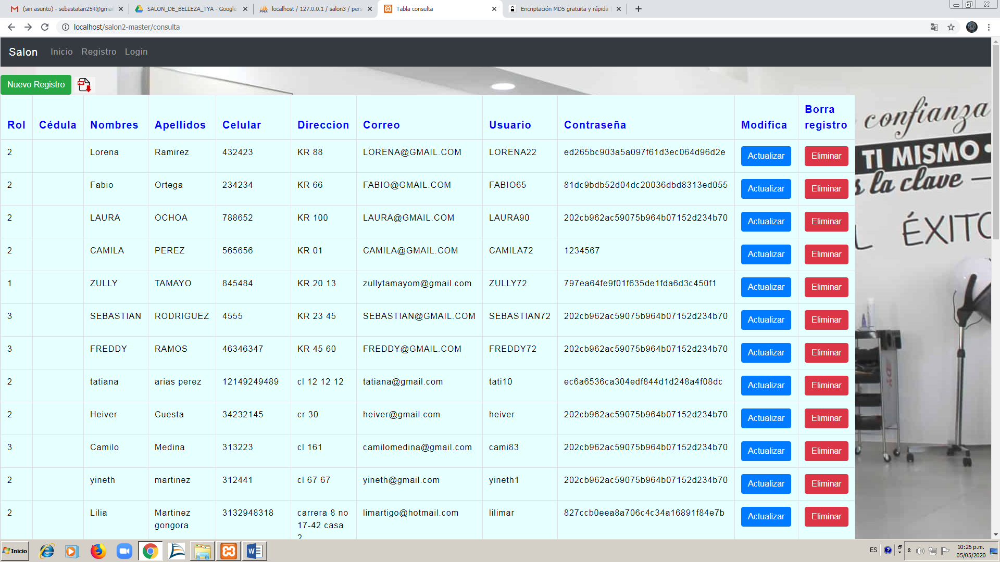 (sin asunto) - sebastatan254@gmai
SALON_DE_BELLEZA_TYA - Google
localhost / 127.0.0.1 / salon3 / pers
Tabla consulta
Encriptación MD5 gratuita y rápida
localhost/salon2-master/consulta
Salon Inicio Registro Login
Nuevo Registro PDF
Rol Cédula Nombres Apellidos Celular Direccion Correo Usuario Contraseña Modifica Borra registro
2 Lorena Ramirez 432423 KR 88 LORENA@GMAIL.COM LORENA22 ed265bc903a5a097f61d3ec064d96d2e Actualizar Eliminar
2 Fabio Ortega 234234 KR 66 FABIO@GMAIL.COM FABIO65 81dc9bdb52d04dc20036dbd8313ed055 Actualizar Eliminar
2 LAURA OCHOA 788652 KR 100 LAURA@GMAIL.COM LAURA90 202cb962ac59075b964b07152d234b70 Actualizar Eliminar
2 CAMILA PEREZ 565656 KR 01 CAMILA@GMAIL.COM CAMILA72 1234567 Actualizar Eliminar
1 ZULLY TAMAYO 845484 KR 20 13 zullytamayom@gmail.com ZULLY72 797ea64fe9f01f635de1fda6d3c450f1 Actualizar Eliminar
3 SEBASTIAN RODRIGUEZ 4555 KR 23 45 SEBASTIAN@GMAIL.COM SEBASTIAN72 202cb962ac59075b964b07152d234b70 Actualizar Eliminar
3 FREDDY RAMOS 46346347 KR 45 60 FREDDY@GMAIL.COM FREDDY72 202cb962ac59075b964b07152d234b70 Actualizar Eliminar
2 tatiana arias perez 12149249489 cl 12 12 12 tatiana@gmail.com tati10 ec6a6536ca304edf844d1d248a4f08dc Actualizar Eliminar
2 Heiver Cuesta 34232145 cr 30 heiver@gmail.com heiver 202cb962ac59075b964b07152d234b70 Actualizar Eliminar
3 Camilo Medina 313223 cl 161 camilomedina@gmail.com cami83 202cb962ac59075b964b07152d234b70 Actualizar Eliminar
2 yineth martinez 312441 cl 67 67 yineth@gmail.com yineth1 202cb962ac59075b964b07152d234b70 Actualizar Eliminar
2 Lilia Martinez gongora 3132948318 carrera 8 no 17-42 casa 2 limartigo@hotmail.com lilimar 827ccb0eea8a706c4c34a16891f84e7b Actualizar Eliminar
confianza
TI MISMO
la clave
ÉXITO
Inicio
ES
10:26 p.m.
05/05/2020